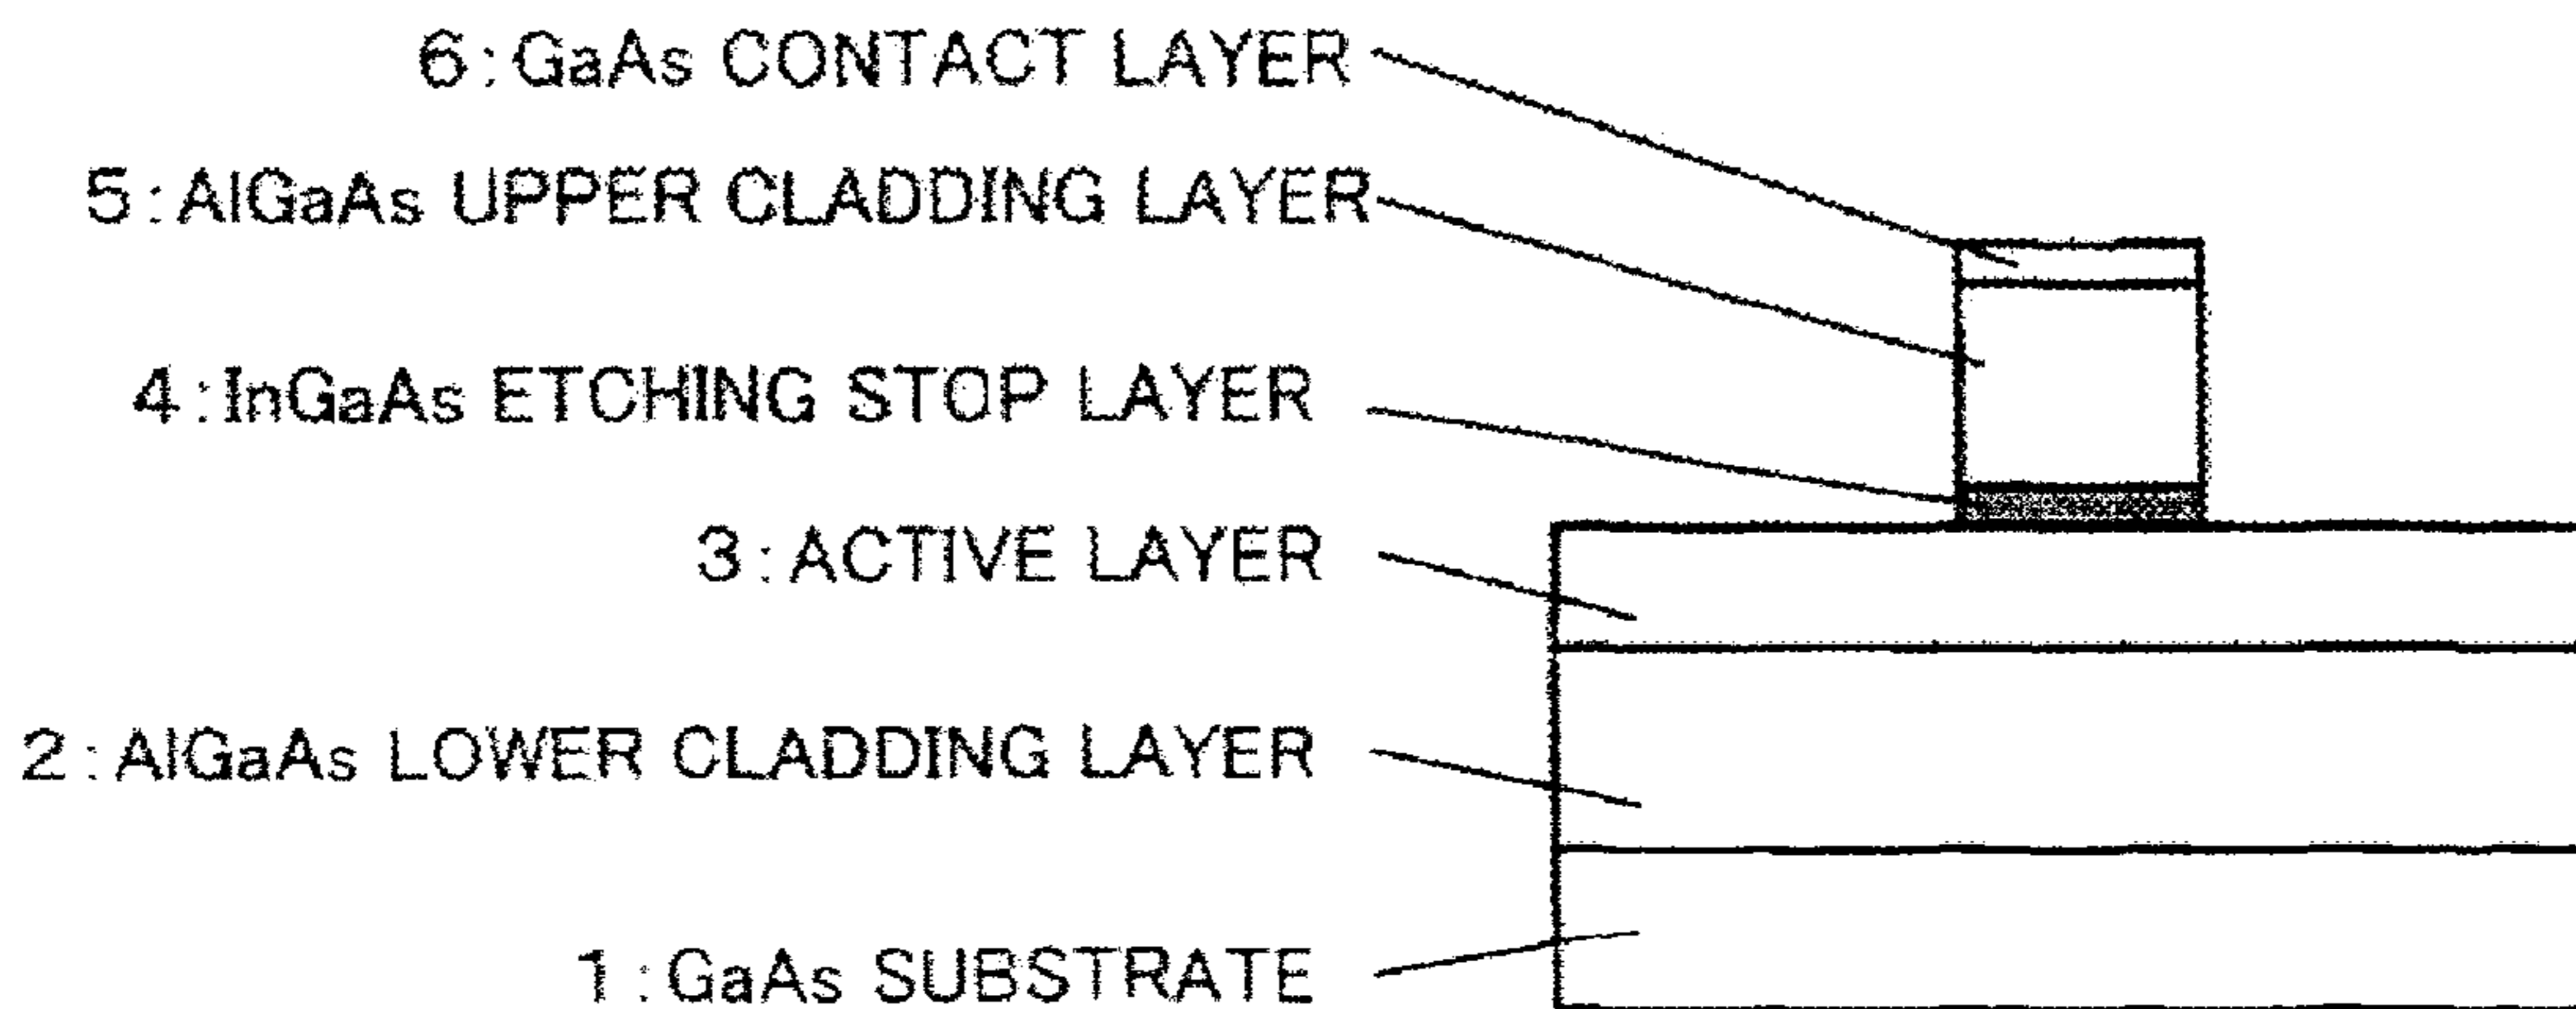 6:GaAs CONTACT LAYER
5:AlGaAs UPPER CLADDING LAYER
4:InGaAs ETCHING STOP LAYER
3:ACTIVE LAYER
2:AlGaAs LOWER CLADDING LAYER
1:GaAs SUBSTRATE